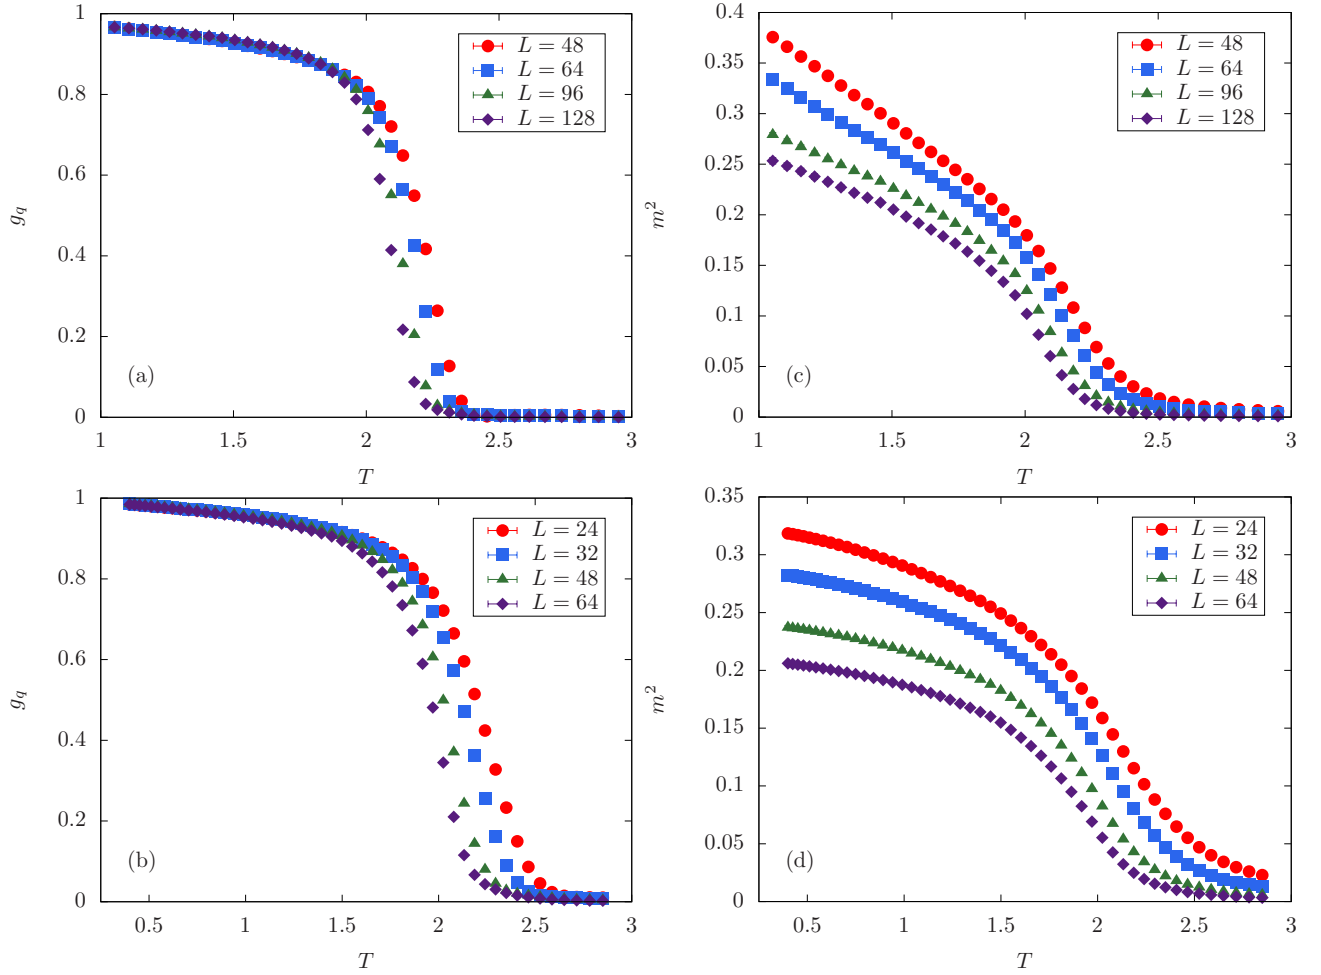 1
0.8
0.6
0.4
0.2
0
1
1.5
2
2.5
3
g_q
T
(a)
L = 48
L = 64
L = 96
L = 128
0.4
0.35
0.3
0.25
0.2
0.15
0.1
0.05
0
1
1.5
2
2.5
3
m²
T
(c)
L = 48
L = 64
L = 96
L = 128
1
0.8
0.6
0.4
0.2
0
0.5
1
1.5
2
2.5
3
g_q
T
(b)
L = 24
L = 32
L = 48
L = 64
0.35
0.3
0.25
0.2
0.15
0.1
0.05
0
0.5
1
1.5
2
2.5
3
m²
T
(d)
L = 24
L = 32
L = 48
L = 64